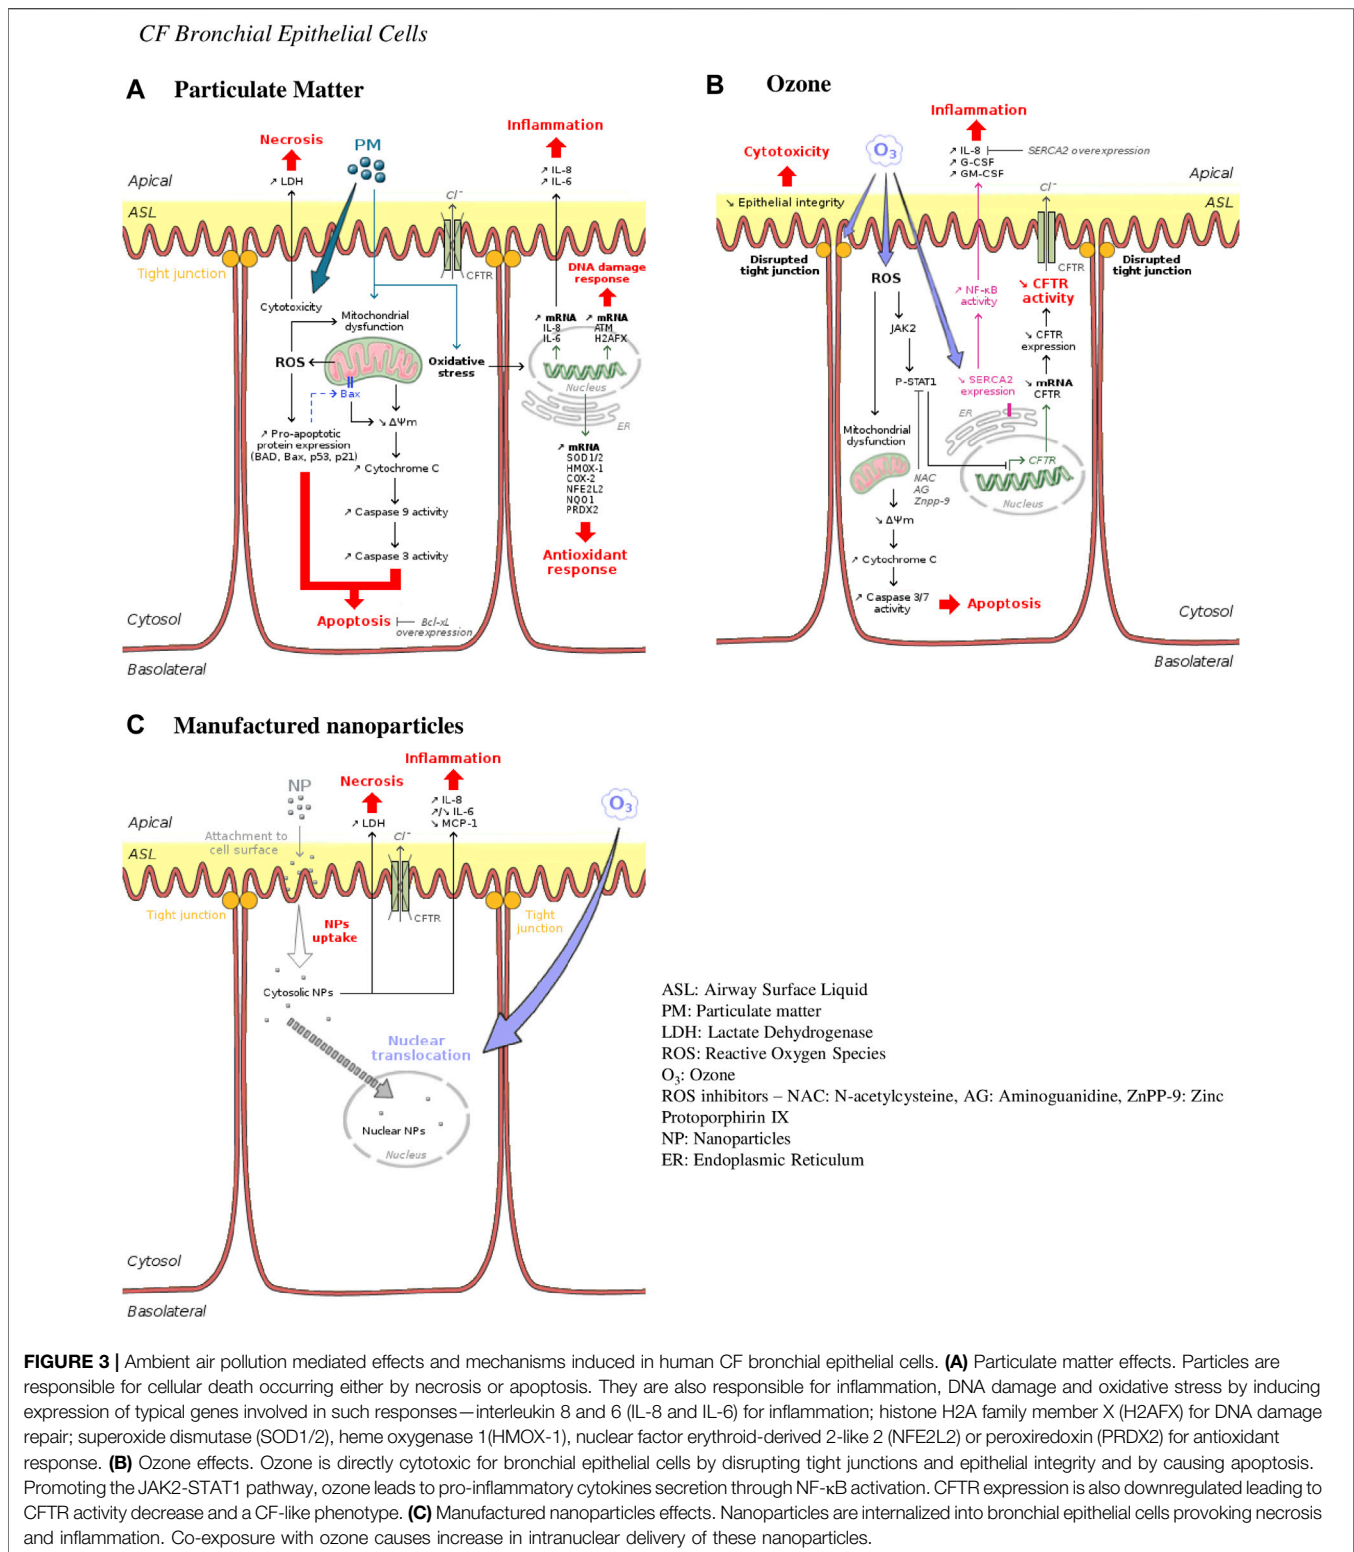 CF Bronchial Epithelial Cells
A Particulate Matter
Necrosis
PM
Inflammation
↗ LDH
↗ IL-8
↗ IL-6
Apical
ASL
Cl⁻
Tight junction
CFTR
DNA damage
response
Cytotoxicity
Mitochondrial
dysfunction
↗ mRNA
IL-8
IL-6
↗ mRNA
ATM
H2AFX
ROS
Oxidative
stress
Nucleus
Bax
ER
↘ ΔΨm
↗ Pro-apoptotic
protein expression
(BAD, Bax, p53, p21)
↗ Cytochrome C
↗ mRNA
SOD1/2
HMOX-1
COX-2
NFE2L2
NQO1
PRDX2
↗ Caspase 9 activity
↗ Caspase 3 activity
Antioxidant
response
Apoptosis
Bcl-xL
overexpression
Cytosol
Basolateral
B Ozone
Inflammation
Cytotoxicity
O₃
↗ IL-8
↗ G-CSF
↗ GM-CSF
SERCA2 overexpression
Apical
Cl⁻
↘ Epithelial integrity
ASL
Disrupted
tight junction
CFTR
Disrupted
tight junction
ROS
↗ NF-κB
activity
↘ CFTR
activity
JAK2
↘ CFTR
expression
P-STAT1
↘ SERCA2
expression
↘ mRNA
CFTR
ER
Mitochondrial
dysfunction
CFTR
NAC
AG
Znpp-9
Nucleus
↘ ΔΨm
↗ Cytochrome C
↗ Caspase 3/7
activity
Apoptosis
Cytosol
Basolateral
C Manufactured nanoparticles
Inflammation
NP
Necrosis
↗ IL-8
↗/↘ IL-6
↘ MCP-1
O₃
Apical
↗ LDH
Attachment to
cell surface
Cl⁻
ASL
Tight junction
NPs
uptake
CFTR
Tight
junction
Cytosolic NPs
Nuclear
translocation
Nuclear NPs
Nucleus
Cytosol
Basolateral
ASL: Airway Surface Liquid
PM: Particulate matter
LDH: Lactate Dehydrogenase
ROS: Reactive Oxygen Species
O₃: Ozone
ROS inhibitors – NAC: N-acetylcysteine, AG: Aminoguanidine, ZnPP-9: Zinc
Protoporphirin IX
NP: Nanoparticles
ER: Endoplasmic Reticulum
FIGURE 3 | Ambient air pollution mediated effects and mechanisms induced in human CF bronchial epithelial cells. (A) Particulate matter effects. Particles are
responsible for cellular death occurring either by necrosis or apoptosis. They are also responsible for inflammation, DNA damage and oxidative stress by inducing
expression of typical genes involved in such responses—interleukin 8 and 6 (IL-8 and IL-6) for inflammation; histone H2A family member X (H2AFX) for DNA damage
repair; superoxide dismutase (SOD1/2), heme oxygenase 1(HMOX-1), nuclear factor erythroid-derived 2-like 2 (NFE2L2) or peroxiredoxin (PRDX2) for antioxidant
response. (B) Ozone effects. Ozone is directly cytotoxic for bronchial epithelial cells by disrupting tight junctions and epithelial integrity and by causing apoptosis.
Promoting the JAK2-STAT1 pathway, ozone leads to pro-inflammatory cytokines secretion through NF-κB activation. CFTR expression is also downregulated leading to
CFTR activity decrease and a CF-like phenotype. (C) Manufactured nanoparticles effects. Nanoparticles are internalized into bronchial epithelial cells provoking necrosis
and inflammation. Co-exposure with ozone causes increase in intranuclear delivery of these nanoparticles.